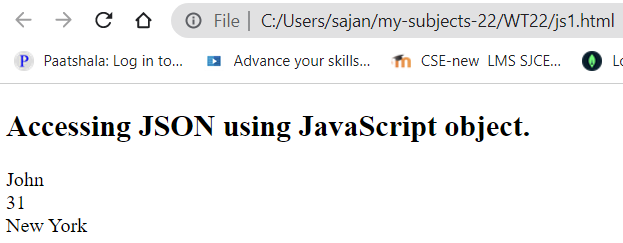 File | C:/Users/sajan/my-subjects-22/WT22/js1.html
P Paatshala: Log in to... Advance your skills... CSE-new LMS SJCE... Lo
Accessing JSON using JavaScript object.
John
31
New York